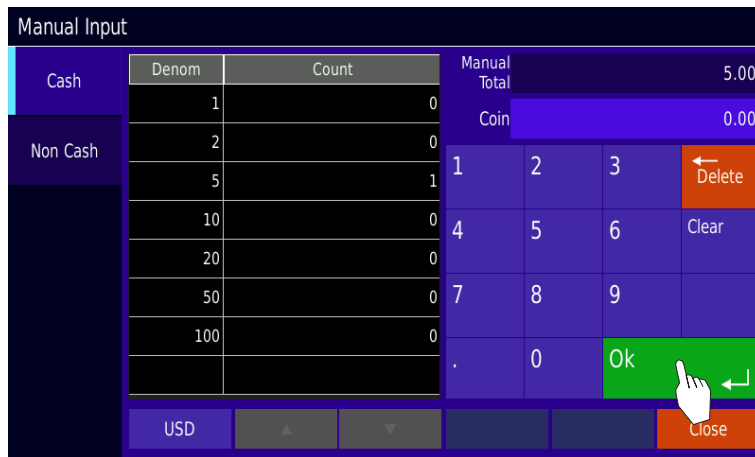 Manual Input
Cash
Non Cash
Denom Count
1 0
2 0
5 1
10 0
20 0
50 0
100 0
Manual Total 5.00
Coin 0.00
1 2 3 Delete
4 5 6 Clear
7 8 9
. 0 Ok
USD ▲ ▼ Close